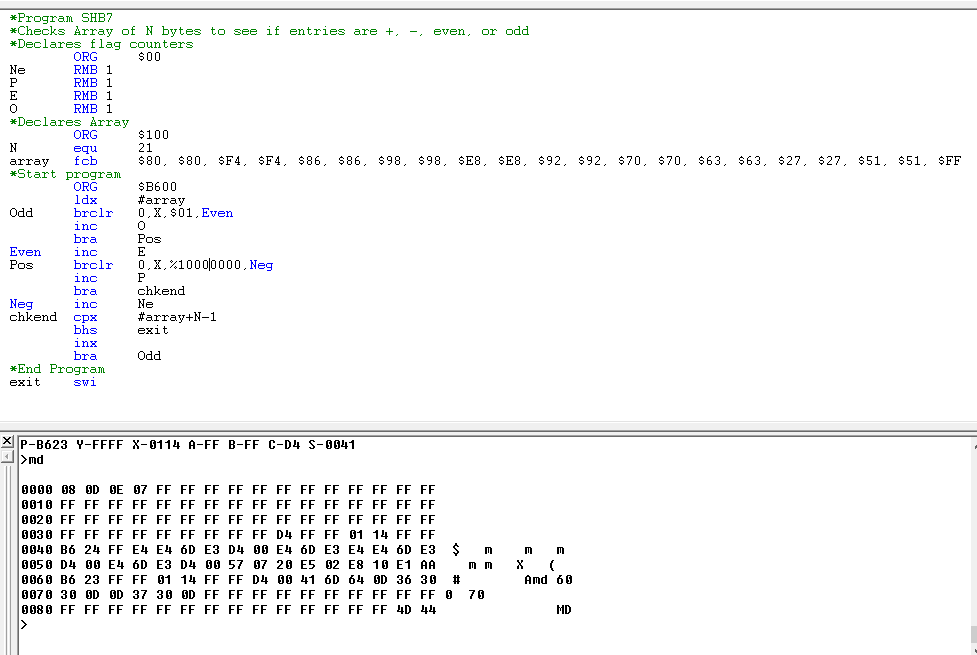 *Program SHB7
*Checks Array of N bytes to see if entries are +, -, even, or odd
*Declares flag counters
        ORG     $00
Ne      RMB 1
P       RMB 1
E       RMB 1
O       RMB 1
*Declares Array
        ORG     $100
N       equ     21
array   fcb     $80, $80, $F4, $F4, $86, $86, $98, $98, $E8, $E8, $92, $92, $70, $70, $63, $63, $27, $27, $51, $51, $FF
*Start program
        ORG     $B600
        ldx     #array
Odd     brclr   0,X,$01,Even
        inc     O
        bra     Pos
Even    inc     E
Pos     brclr   0,X,%10000000,Neg
        inc     P
        bra     chkend
Neg     inc     Ne
chkend  cpx     #array+N-1
        bhs     exit
        inx
        bra     Odd
*End Program
exit    swi
P-B623 Y-FFFF X-0114 A-FF B-FF C-D4 S-0041
>md
0000 08 0D 0E 07 FF FF FF FF FF FF FF FF FF FF FF FF
0010 FF FF FF FF FF FF FF FF FF FF FF FF FF FF FF FF
0020 FF FF FF FF FF FF FF FF FF FF FF FF FF FF FF FF
0030 FF FF FF FF FF FF FF FF FF D4 FF FF 01 14 FF FF
0040 B6 24 FF E4 E4 6D E3 D4 00 E4 6D E3 E4 E4 6D E3  $   m    m   m
0050 D4 00 E4 6D E3 D4 00 57 07 20 E5 02 E8 10 E1 AA    m m   X   (
0060 B6 23 FF FF 01 14 FF FF D4 00 41 6D 64 0D 36 30  #        Amd 60
0070 30 0D 0D 37 30 0D FF FF FF FF FF FF FF FF FF FF 0  70
0080 FF FF FF FF FF FF FF FF FF FF FF FF FF FF 4D 44               MD
>